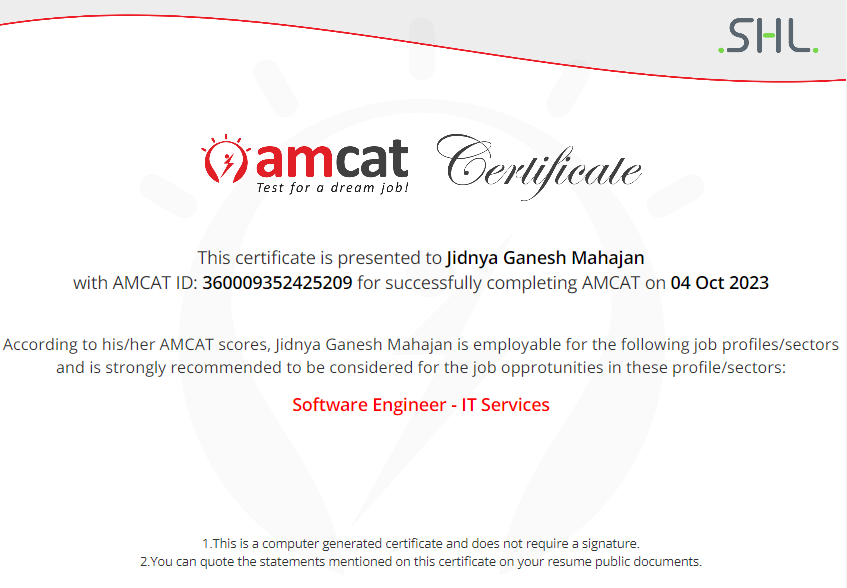 .SHL.
amcat Certificate
Test for a dream job!
This certificate is presented to Jidnya Ganesh Mahajan
with AMCAT ID: 360009352425209 for successfully completing AMCAT on 04 Oct 2023
According to his/her AMCAT scores, Jidnya Ganesh Mahajan is employable for the following job profiles/sectors
and is strongly recommended to be considered for the job opprotunities in these profile/sectors:
Software Engineer - IT Services
1.This is a computer generated certificate and does not require a signature.
2.You can quote the statements mentioned on this certificate on your resume public documents.